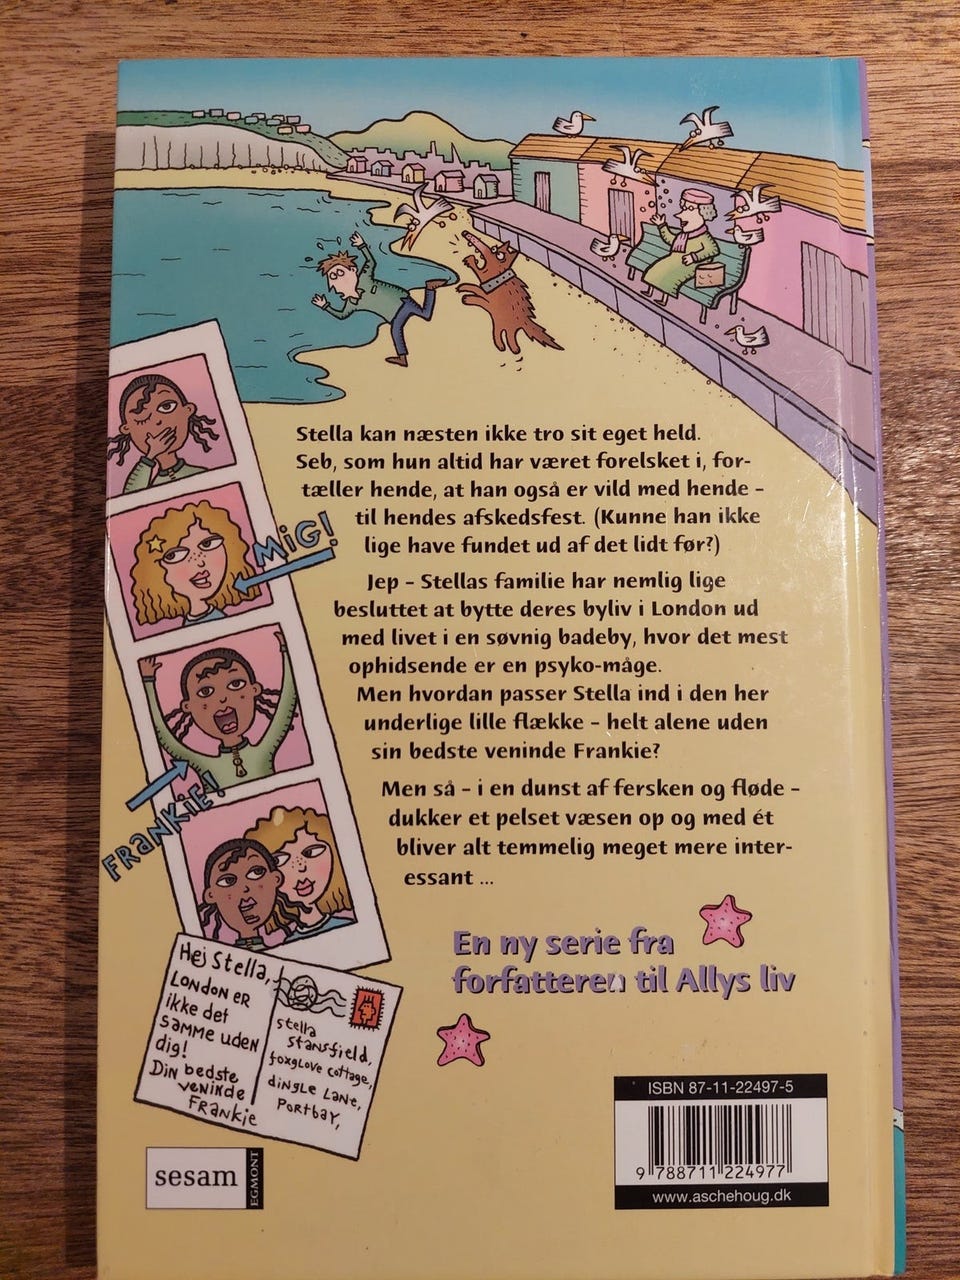 Stella kan næsten ikke tro sit eget held.
Seb, som hun altid har været forelsket i, for-
tæller hende, at han også er vild med hende –
til hendes afskedsfest. (Kunne han ikke
lige have fundet ud af det lidt før?)
Jep – Stellas familie har nemlig lige
besluttet at bytte deres byliv i London ud
med livet i en søvnig badeby, hvor det mest
ophidsende er en psyko-måge.
Men hvordan passer Stella ind i den her
underlige lille flække – helt alene uden
sin bedste veninde Frankie?
Men så – i en dunst af fersken og fløde –
dukker et pelset væsen op og med ét
bliver alt temmelig meget mere inter-
essant ...
En ny serie fra
forfatteren til Allys liv
MIG!
FRANKIE!
Hej Stella,
LONDON ER
ikke det
SAMME UDEN
dig!
Din bedste
veninde
FRANKIE
Stella
Stansfield,
foxglove cottage,
dingle Lane,
PORTBAY,
sesam
EGMONT
ISBN 87-11-22497-5
9 788711 224977
www.aschehoug.dk